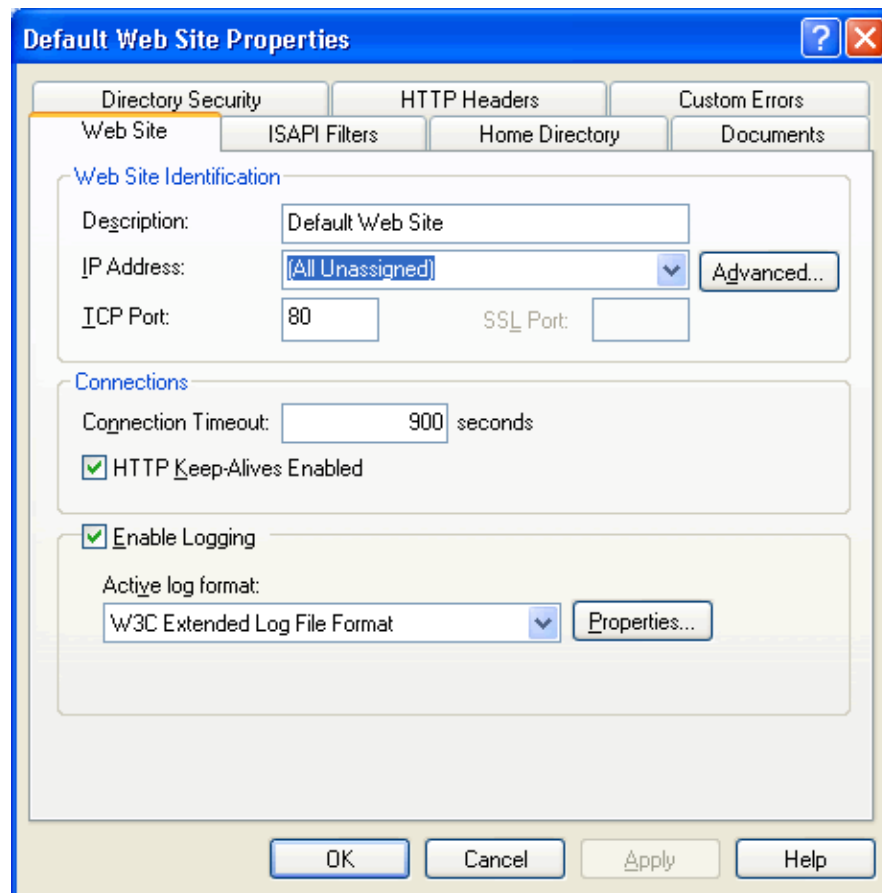 Default Web Site Properties
Directory Security HTTP Headers Custom Errors
Web Site ISAPI Filters Home Directory Documents
Web Site Identification
Description: Default Web Site
IP Address: (All Unassigned) Advanced...
TCP Port: 80 SSL Port:
Connections
Connection Timeout: 900 seconds
HTTP Keep-Alives Enabled
Enable Logging
Active log format:
W3C Extended Log File Format Properties...
OK Cancel Apply Help